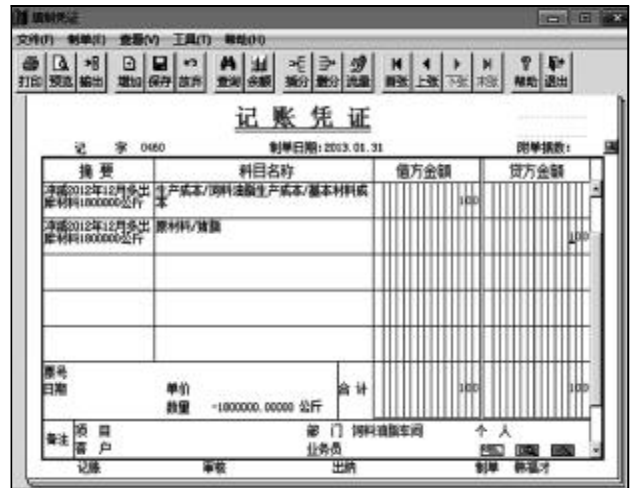 填制凭证
文件(F) 制单(E) 查看(V) 工具(T) 帮助(H)
打印 预览 输出 增加 保存 放弃 查询 余额 插分 删分 流量 首张 上张 下张 末张 帮助 退出
记 账 凭 证
记 字 0460 制单日期:2013.01.31 附单据数:
摘 要 科目名称 借方金额 贷方金额
冲减2012年12月多出 生产成本/饲料油脂生产成本/基本材料成 100
库材料1800000公斤 本
冲减2012年12月多出 原材料/猪脂 100
库材料1800000公斤
票号
日期 单价 合 计 100 100
数量 -1800000.00000 公斤
备注 项 目 部 门 饲料油脂车间 个 人
客 户 业务员
记账 审核 出纳 制单 韩福才